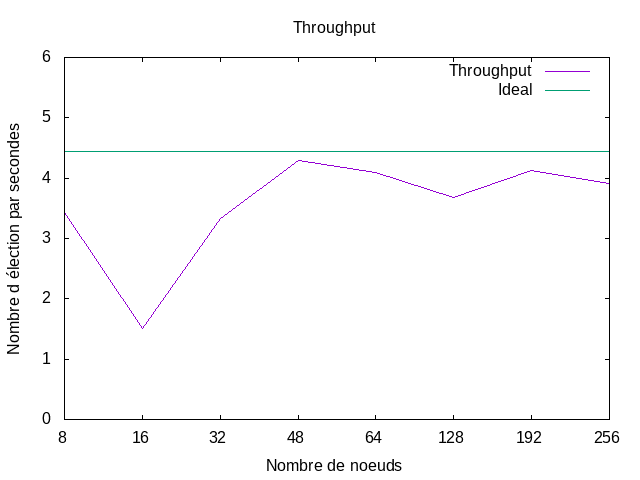 Throughput
6
5
4
3
2
1
0
Throughput
Ideal
Nombre d élection par secondes
8 16 32 48 64 128 192 256
Nombre de noeuds